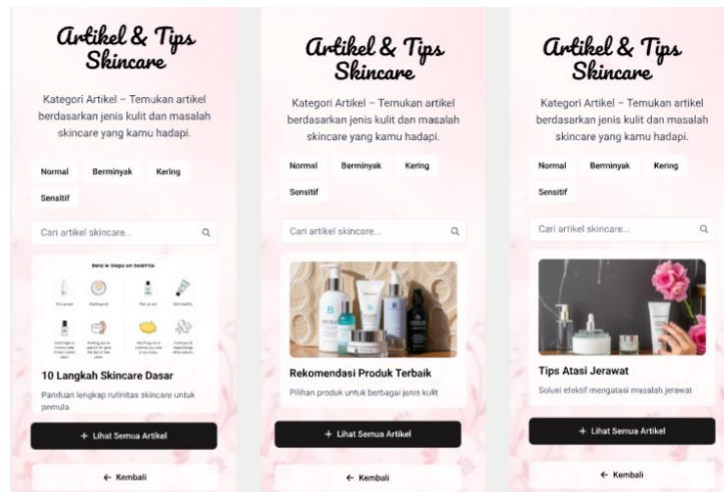 Artikel & Tips
Skincare
Kategori Artikel – Temukan artikel
berdasarkan jenis kulit dan masalah
skincare yang kamu hadapi.
Normal
Berminyak
Kering
Sensitif
Cari artikel skincare...
10 Langkah Skincare Dasar
Panduan lengkap rutinitas skincare untuk
pemula
+ Lihat Semua Artikel
← Kembali
Artikel & Tips
Skincare
Kategori Artikel – Temukan artikel
berdasarkan jenis kulit dan masalah
skincare yang kamu hadapi.
Normal
Berminyak
Kering
Sensitif
Cari artikel skincare...
Rekomendasi Produk Terbaik
Pilihan produk untuk berbagai jenis kulit
+ Lihat Semua Artikel
← Kembali
Artikel & Tips
Skincare
Kategori Artikel – Temukan artikel
berdasarkan jenis kulit dan masalah
skincare yang kamu hadapi.
Normal
Berminyak
Kering
Sensitif
Cari artikel skincare...
Tips Atasi Jerawat
Solusi efektif mengatasi masalah jerawat
+ Lihat Semua Artikel
← Kembali